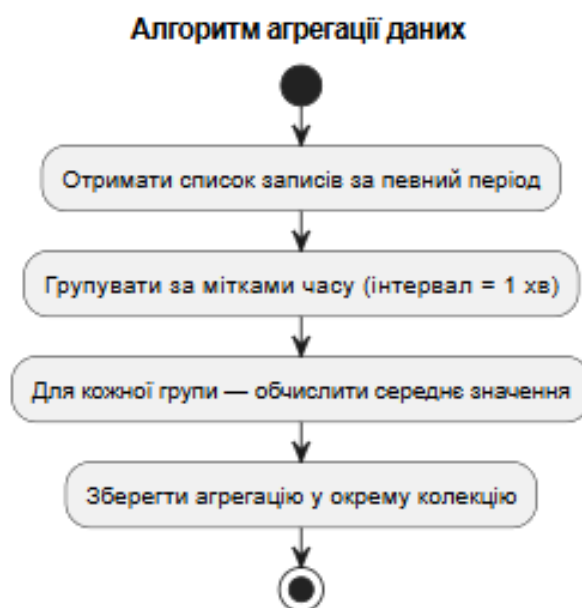 Алгоритм агрегації даних
Отримати список записів за певний період
Групувати за мітками часу (інтервал = 1 хв)
Для кожної групи — обчислити середнє значення
Зберегти агрегацію у окрему колекцію